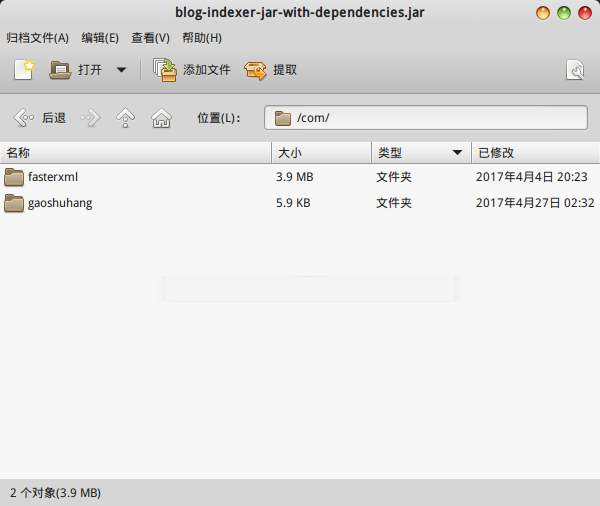 blog-indexer-jar-with-dependencies.jar
归档文件(A) 编辑(E) 查看(V) 帮助(H)
打开 添加文件 提取
后退 位置(L)： /com/
名称 大小 类型 已修改
fasterxml 3.9 MB 文件夹 2017年4月4日 20:23
gaoshuhang 5.9 KB 文件夹 2017年4月27日 02:32
2 个对象(3.9 MB)